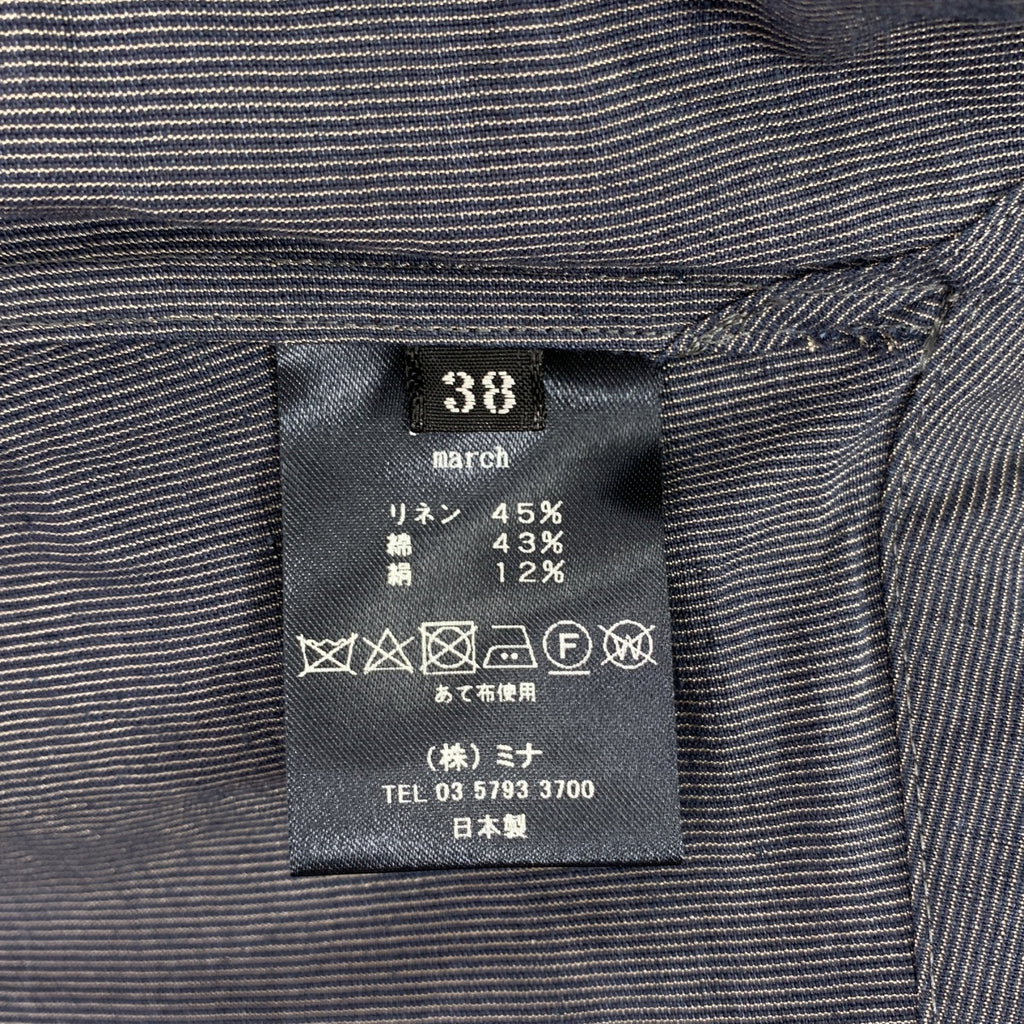 38
march
リネン 45%
綿 43%
絹 12%
F W
あて布使用
(株)ミナ
TEL 03 5793 3700
日本製